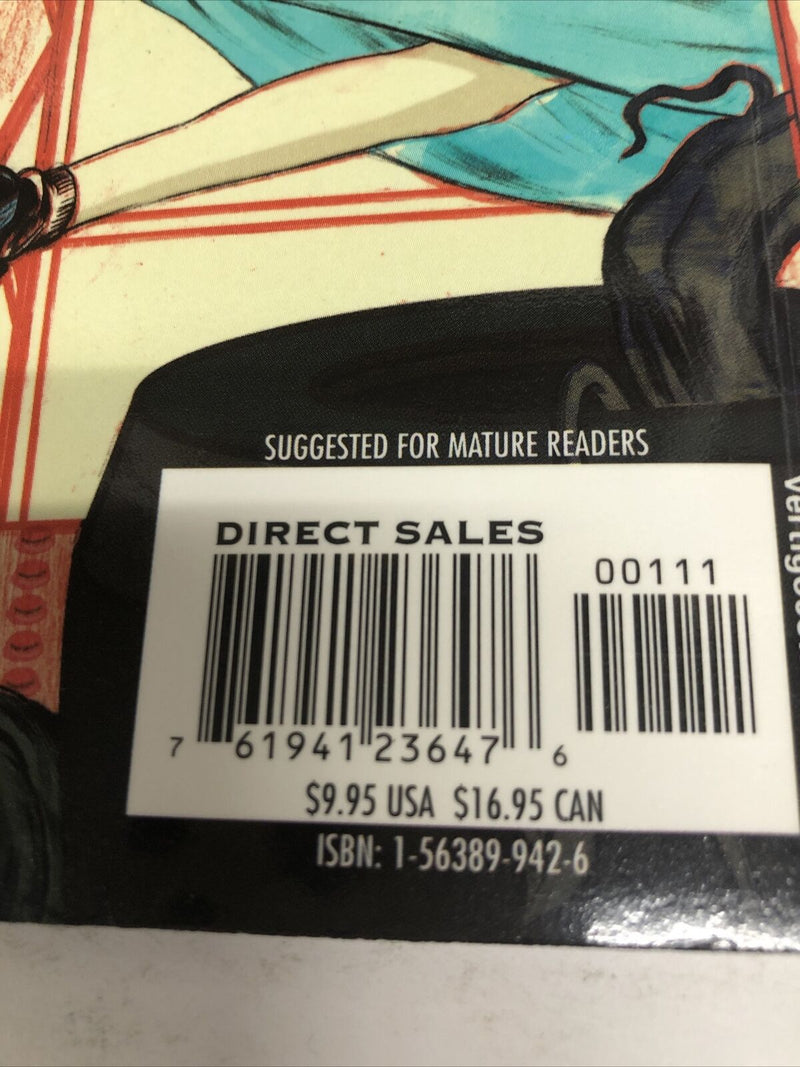 SUGGESTED FOR MATURE READERS
DIRECT SALES
00111
7 61941 23647 6
$9.95 USA $16.95 CAN
ISBN: 1-56389-942-6